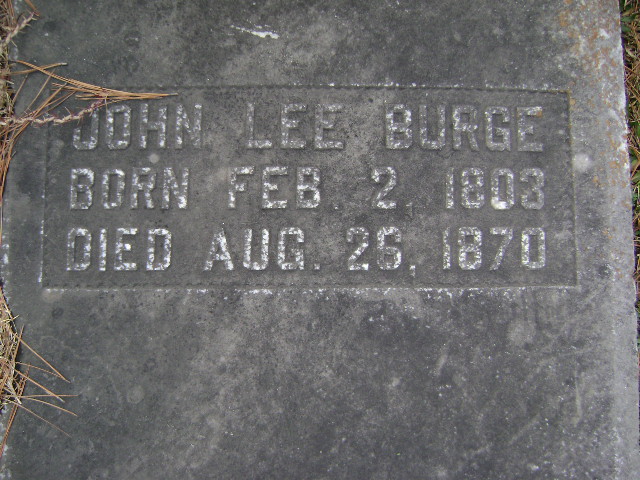 JOHN LEE BURGE
BORN FEB. 2, 1803
DIED AUG. 26, 1870